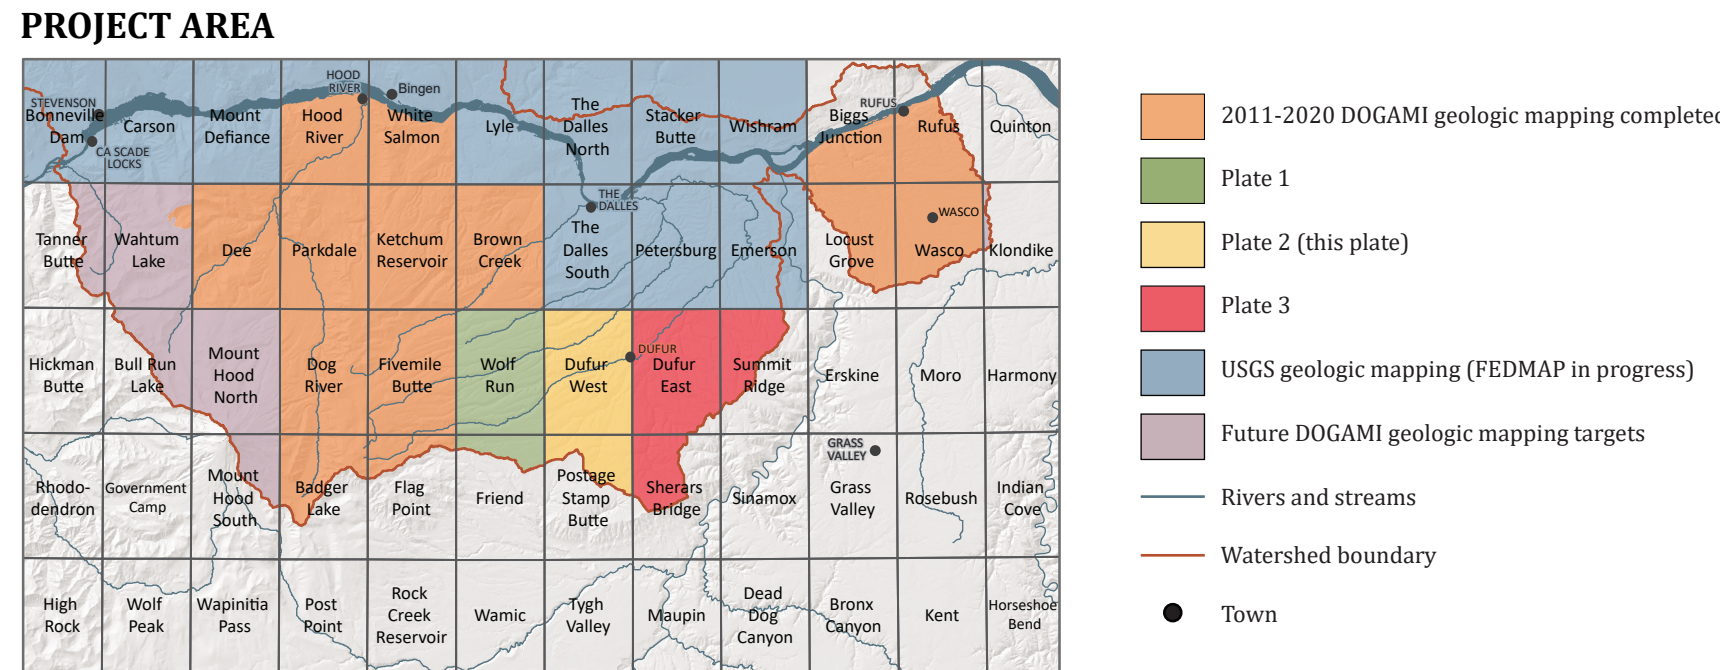 PROJECT AREA
HOOD
RIVER
Bingen
STEVENSON
Bonneville
Dam
CASCADE
LOCKS
Carson
Mount
Defiance
Hood
River
White
Salmon
Lyle
The
Dalles
North
Stacker
Butte
Wishram
RUFUS
Biggs
Junction
Rufus
Quinton
THE
DALLES
WASCO
Tanner
Butte
Wahtum
Lake
Dee
Parkdale
Ketchum
Reservoir
Brown
Creek
The
Dalles
South
Petersburg
Emerson
Locust
Grove
Wasco
Klondike
DUFUR
Hickman
Butte
Bull Run
Lake
Mount
Hood
North
Dog
River
Fivemile
Butte
Wolf
Run
Dufur
West
Dufur
East
Summit
Ridge
Erskine
Moro
Harmony
GRASS
VALLEY
Rhodo-
dendron
Government
Camp
Mount
Hood
South
Badger
Lake
Flag
Point
Friend
Postage
Stamp
Butte
Sherars
Bridge
Sinamox
Grass
Valley
Rosebush
Indian
Cove
High
Rock
Wolf
Peak
Wapinitia
Pass
Post
Point
Rock
Creek
Reservoir
Wamic
Tygh
Valley
Maupin
Dead
Dog
Canyon
Bronx
Canyon
Kent
Horseshoe
Bend
2011-2020 DOGAMI geologic mapping completed
Plate 1
Plate 2 (this plate)
Plate 3
USGS geologic mapping (FEDMAP in progress)
Future DOGAMI geologic mapping targets
Rivers and streams
Watershed boundary
Town